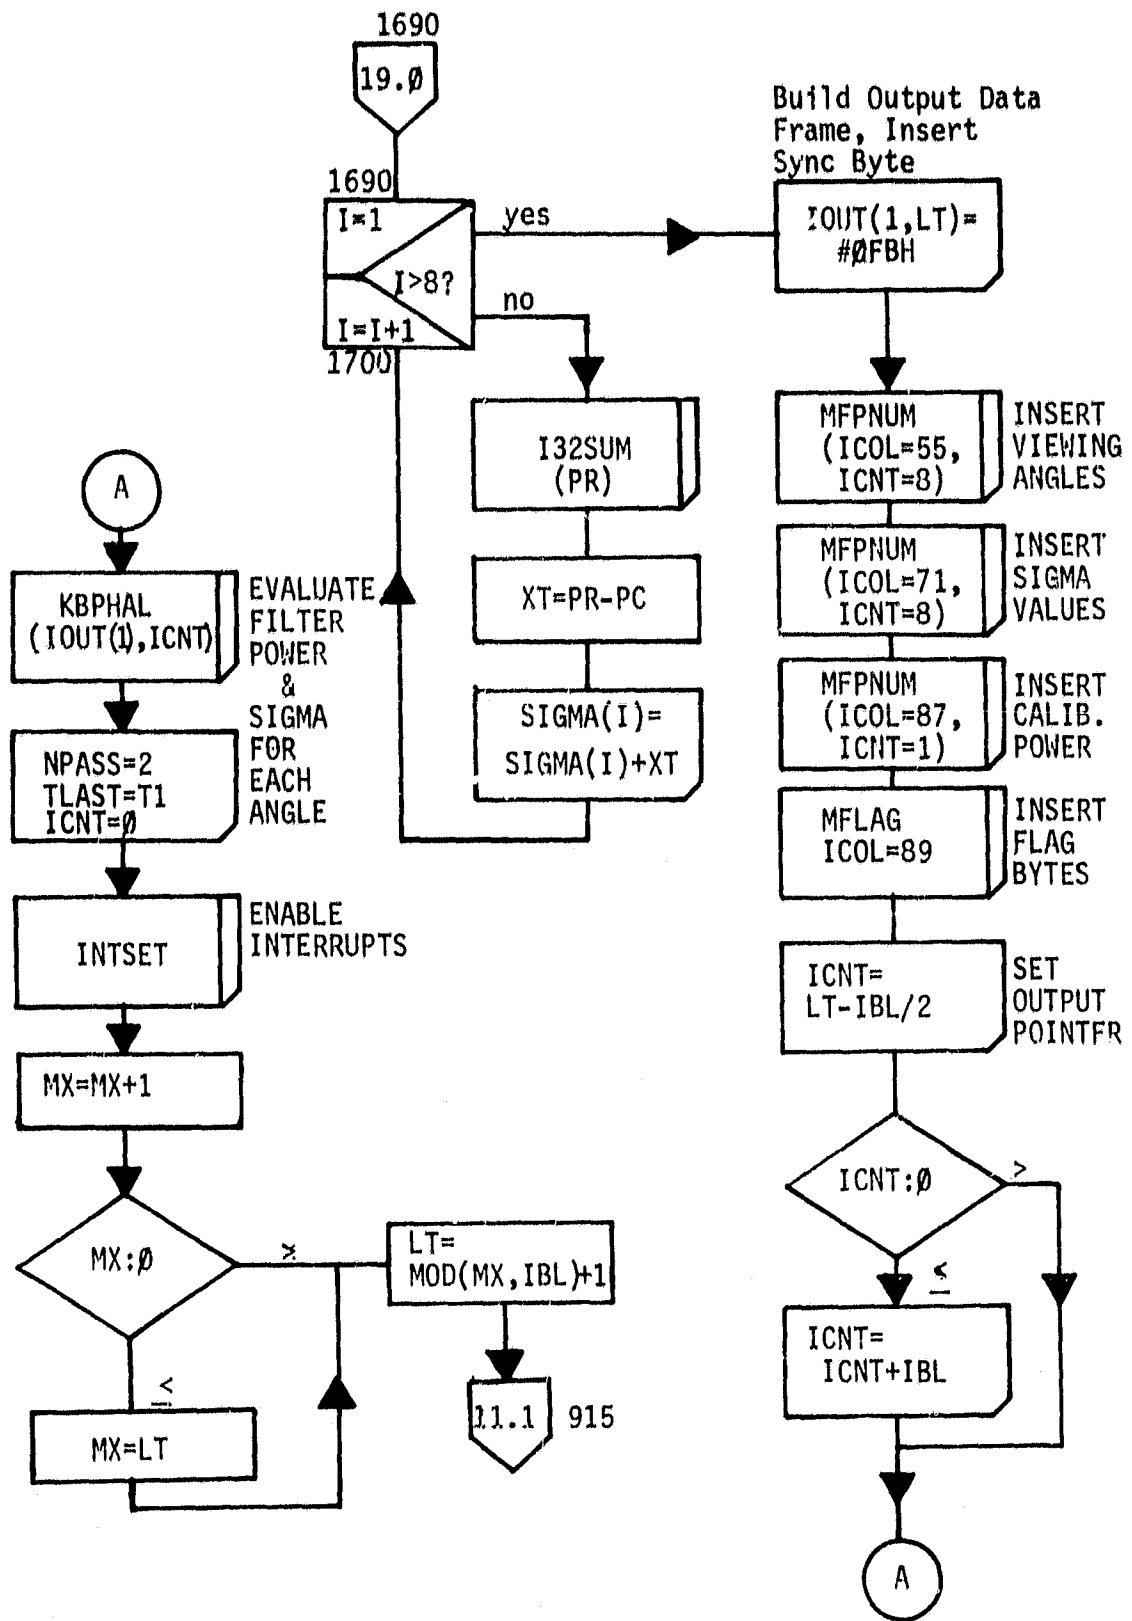 1690
19.0
1690
I=1
I>8?
I=I+1
1700
yes
no
I32SUM
(PR)
XT=PR-PC
SIGMA(I)=
SIGMA(I)+XT
Build Output Data
Frame, Insert
Sync Byte
IOUT(1,LT)=
#0FBH
MFPNUM
(ICOL=55,
ICNT=8)
INSERT
VIEWING
ANGLES
MFPNUM
(ICOL=71,
ICNT=8)
INSERT
SIGMA
VALUES
MFPNUM
(ICOL=87,
ICNT=1)
INSERT
CALIB.
POWER
MFLAG
ICOL=89
INSERT
FLAG
BYTES
ICNT=
LT-IBL/2
SET
OUTPUT
POINTER
ICNT:0
>
≤
ICNT=
ICNT+IBL
A
A
KBPHAL
(IOUT(1),ICNT)
EVALUATE
FILTER
POWER
&
SIGMA
FOR
EACH
ANGLE
NPASS=2
TLAST=T1
ICNT=0
INTSET
ENABLE
INTERRUPTS
MX=MX+1
MX:0
≤
MX=LT
LT=
MOD(MX,IBL)+1
11.1
915